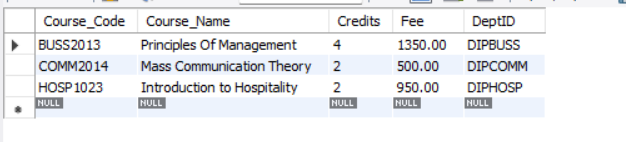 Course_Code Course_Name Credits Fee DeptID
BUSS2013 Principles Of Management 4 1350.00 DIPBUSS
COMM2014 Mass Communication Theory 2 500.00 DIPCOMM
HOSP1023 Introduction to Hospitality 2 950.00 DIPHOSP
NULL NULL NULL NULL NULL